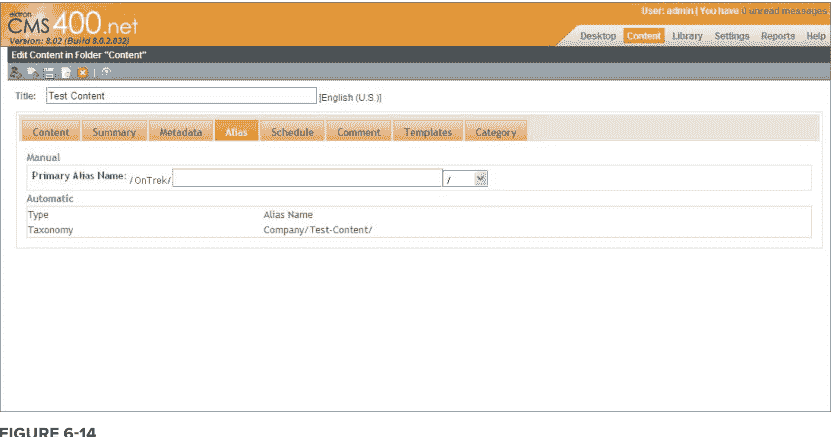 User: admin | You have 0 unread messages
ektron
CMS400.net
Version: 8.02 (Build 8.0.2.032)
Desktop Content Library Settings Reports Help
Edit Content in Folder "Content"
Title: Test Content [English (U.S.)]
Content Summary Metadata Alias Schedule Comment Templates Category
Manual
Primary Alias Name: /OnTrek/ /
Automatic
Type Alias Name
Taxonomy Company/Test-Content/
FIGURE 6-14